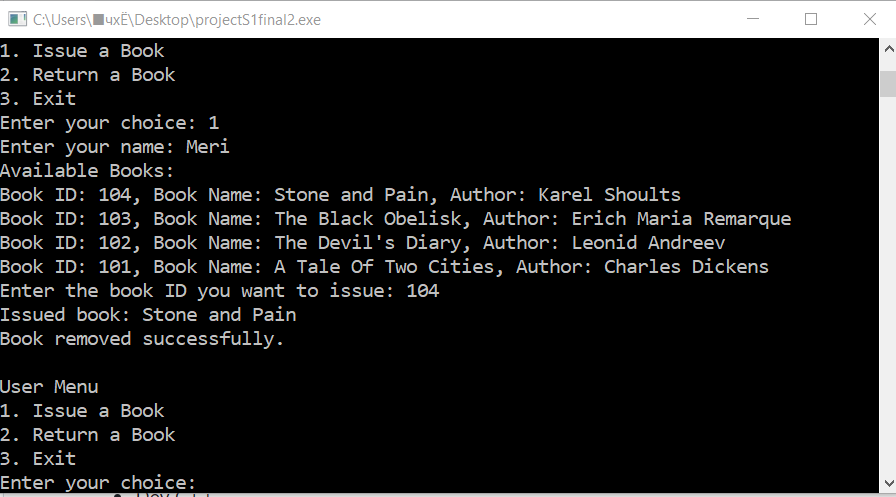 C:\Users\■чхЁ\Desktop\projectS1final2.exe
1. Issue a Book
2. Return a Book
3. Exit
Enter your choice: 1
Enter your name: Meri
Available Books:
Book ID: 104, Book Name: Stone and Pain, Author: Karel Shoults
Book ID: 103, Book Name: The Black Obelisk, Author: Erich Maria Remarque
Book ID: 102, Book Name: The Devil's Diary, Author: Leonid Andreev
Book ID: 101, Book Name: A Tale Of Two Cities, Author: Charles Dickens
Enter the book ID you want to issue: 104
Issued book: Stone and Pain
Book removed successfully.
User Menu
1. Issue a Book
2. Return a Book
3. Exit
Enter your choice: